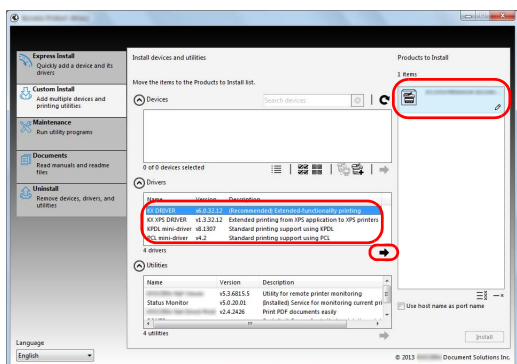 Express Install
Quickly add a device and its
drivers
Custom Install
Add multiple devices and
printing utilities
Maintenance
Run utility programs
Documents
Read manuals and readme
files
Uninstall
Remove devices, drivers, and
utilities
Language
English
Install devices and utilities
Move the items to the Products to Install list.
Devices
Search devices
0 of 0 devices selected
Drivers
Name Version Description
KX DRIVER v6.0.32.12 (Recommended) Extended-functionality printing
KX XPS DRIVER v1.3.32.12 Extended printing from XPS application to XPS printers
KPDL mini-driver v8.1307 Standard printing support using KPDL
PCL mini-driver v4.2 Standard printing support using PCL
4 drivers
Utilities
Name Version Description
v5.3.6815.5 Utility for remote printer monitoring
Status Monitor v5.0.20.01 (Installed) Service for monitoring current pri
v2.4.2426 Print PDF documents easily
4 utilities
Products to Install
1 items
Use host name as port name
Install
© 2013 Document Solutions Inc.